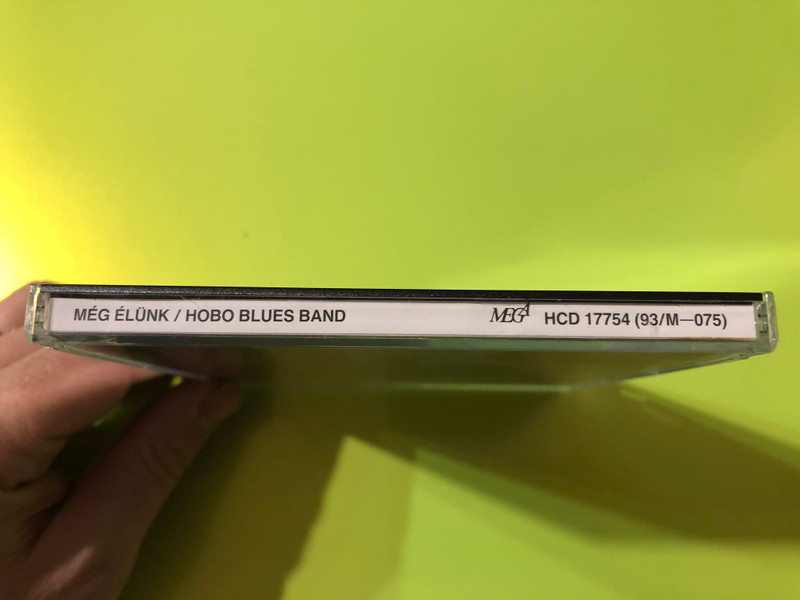 MÉG ÉLÜNK / HOBO BLUES BAND MEGA HCD 17754 (93/M—075)